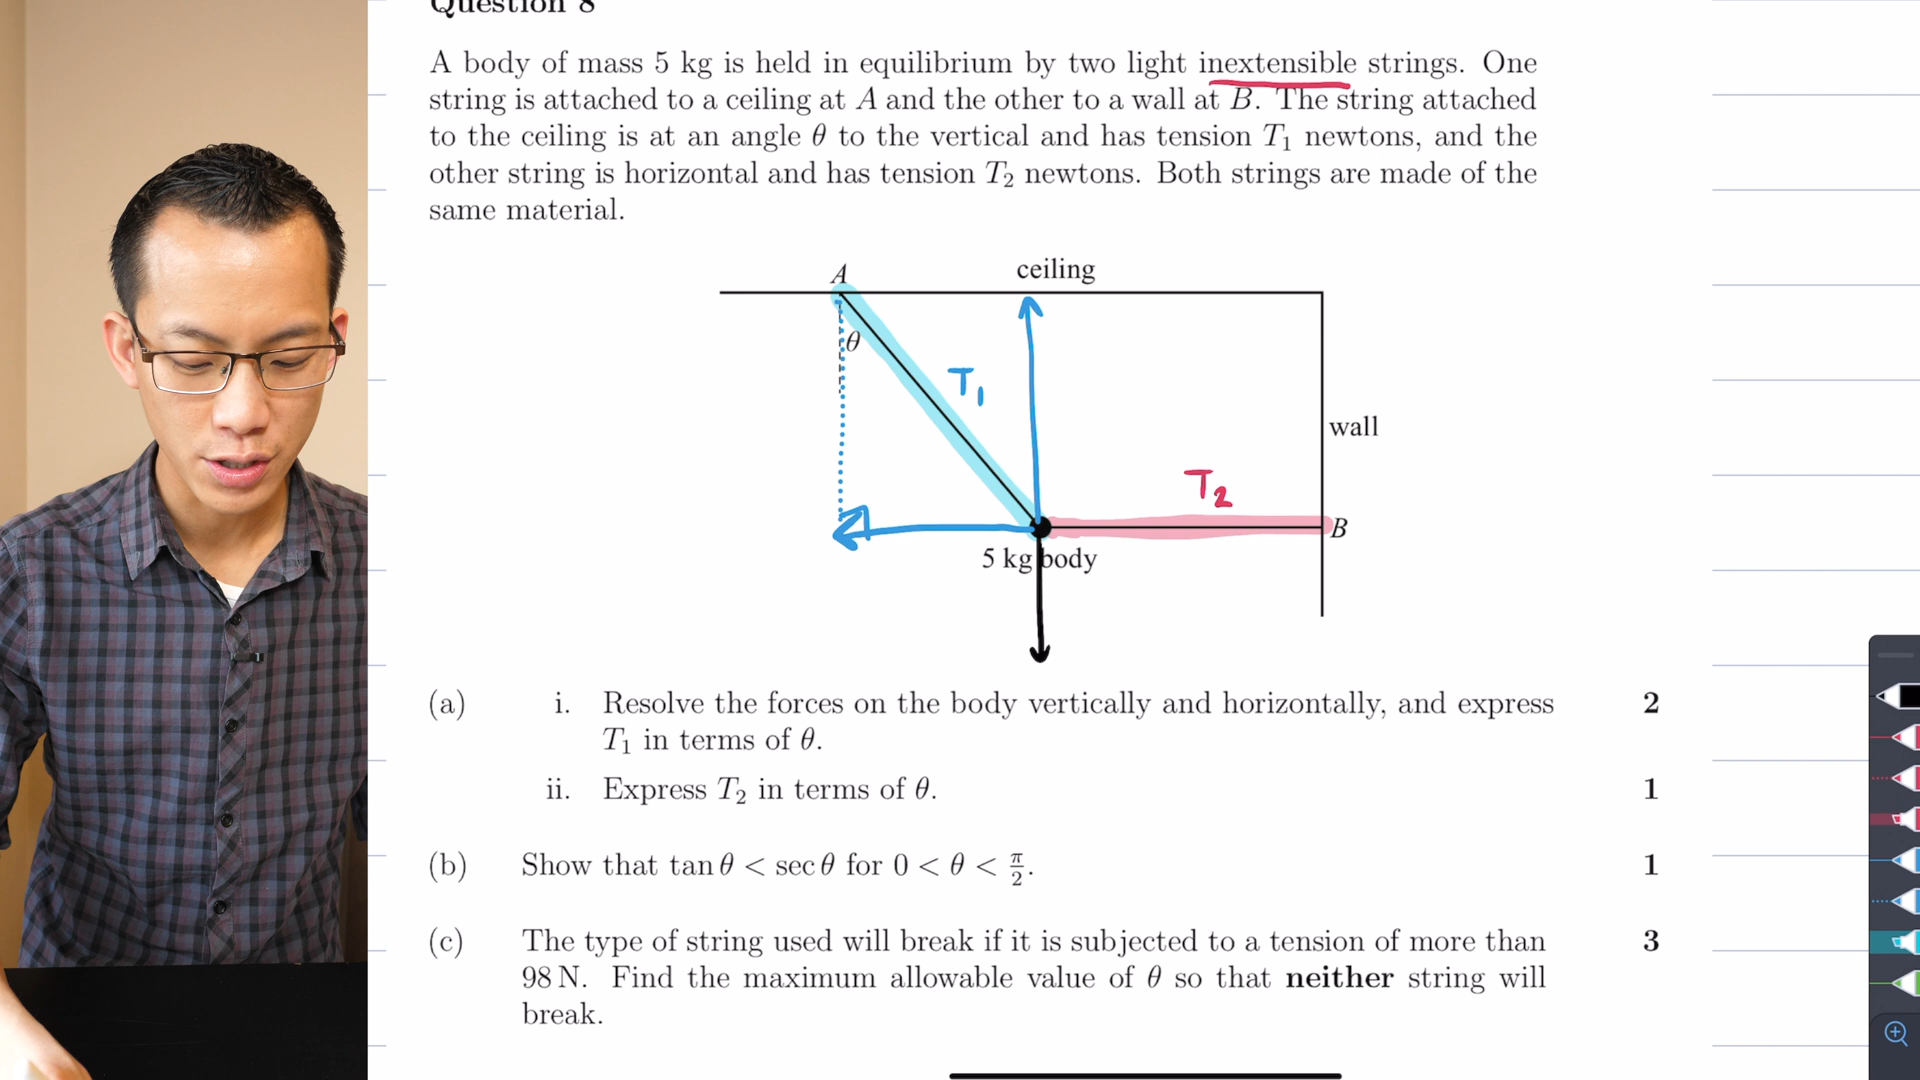 Question 8
A body of mass 5 kg is held in equilibrium by two light inextensible strings. One
string is attached to a ceiling at A and the other to a wall at B. The string attached
to the ceiling is at an angle θ to the vertical and has tension T₁ newtons, and the
other string is horizontal and has tension T₂ newtons. Both strings are made of the
same material.
A
ceiling
θ
T₁
wall
T₂
B
5 kg body
(a) i. Resolve the forces on the body vertically and horizontally, and express 2
T₁ in terms of θ.
ii. Express T₂ in terms of θ. 1
(b) Show that tan θ < sec θ for 0 < θ < π/2. 1
(c) The type of string used will break if it is subjected to a tension of more than 3
98 N. Find the maximum allowable value of θ so that neither string will
break.